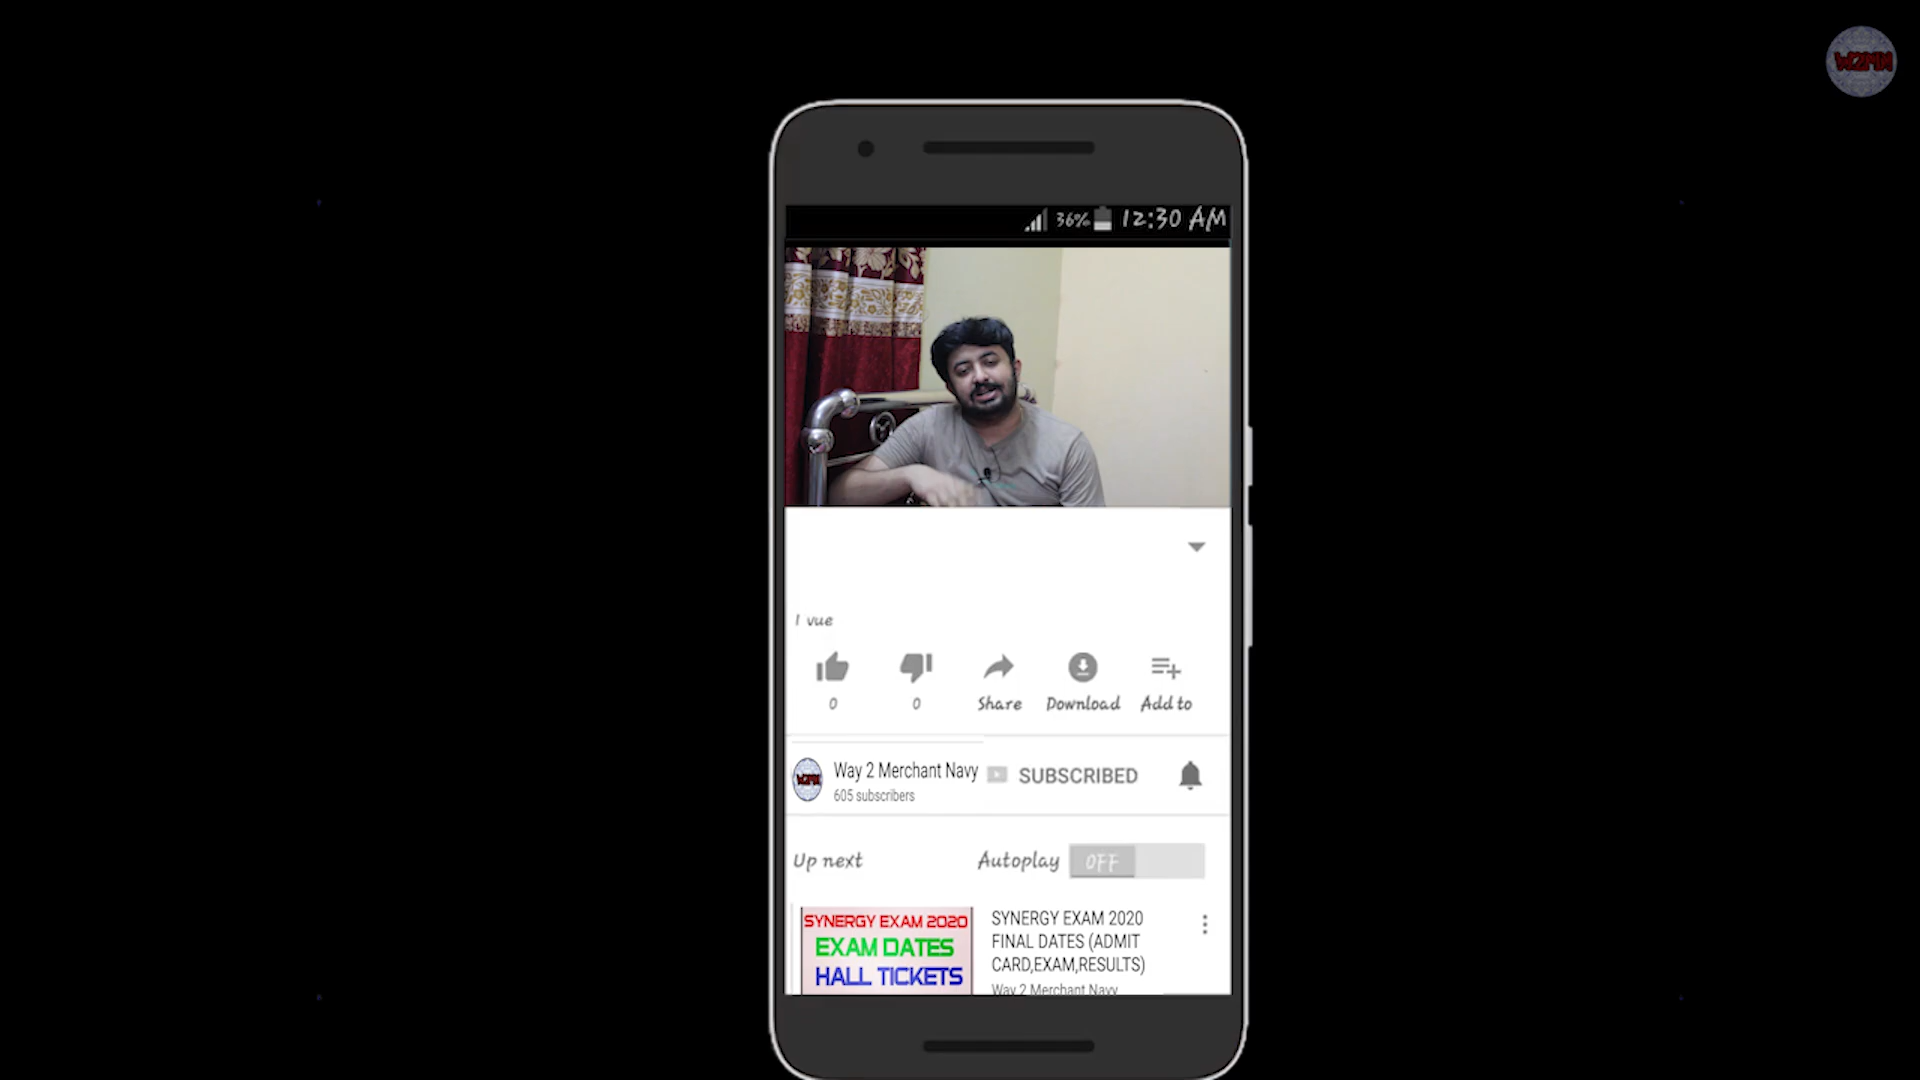 W2MN
36% 12:30 AM
1 vue
0 0 Share Download Add to
Way 2 Merchant Navy SUBSCRIBED
605 subscribers
Up next Autoplay OFF
SYNERGY EXAM 2020
EXAM DATES
HALL TICKETS
SYNERGY EXAM 2020
FINAL DATES (ADMIT
CARD,EXAM,RESULTS)
Way 2 Merchant Navy